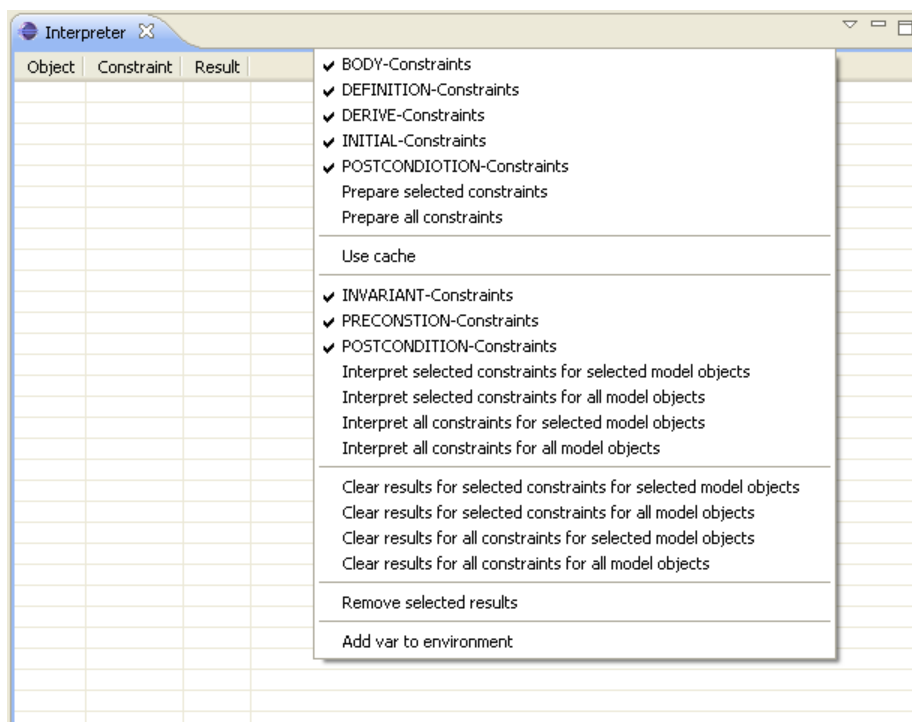 Interpreter
Object Constraint Result
BODY-Constraints
DEFINITION-Constraints
DERIVE-Constraints
INITIAL-Constraints
POSTCONDIOTION-Constraints
Prepare selected constraints
Prepare all constraints
Use cache
INVARIANT-Constraints
PRECONSTION-Constraints
POSTCONDITION-Constraints
Interpret selected constraints for selected model objects
Interpret selected constraints for all model objects
Interpret all constraints for selected model objects
Interpret all constraints for all model objects
Clear results for selected constraints for selected model objects
Clear results for selected constraints for all model objects
Clear results for all constraints for selected model objects
Clear results for all constraints for all model objects
Remove selected results
Add var to environment